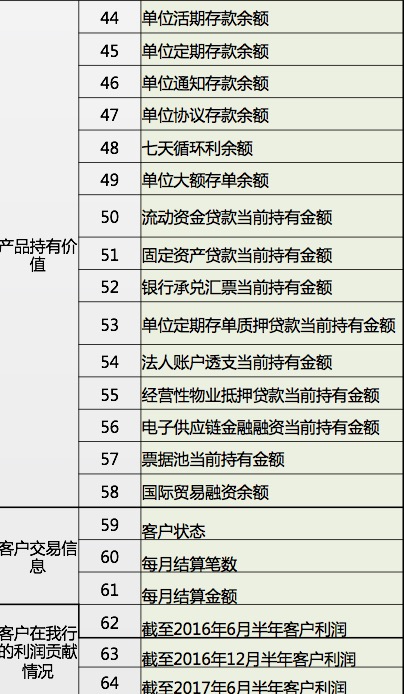 44 单位活期存款余额
45 单位定期存款余额
46 单位通知存款余额
47 单位协议存款余额
48 七天循环利余额
49 单位大额存单余额
50 流动资金贷款当前持有金额
产品持有价值
51 固定资产贷款当前持有金额
52 银行承兑汇票当前持有金额
53 单位定期存单质押贷款当前持有金额
54 法人账户透支当前持有金额
55 经营性物业抵押贷款当前持有金额
56 电子供应链金融融资当前持有金额
57 票据池当前持有金额
58 国际贸易融资余额
59 客户状态
客户交易信息
60 每月结算笔数
61 每月结算金额
62 截至2016年6月半年客户利润
客户在我行的利润贡献情况
63 截至2016年12月半年客户利润
64 截至2017年6月半年客户利润